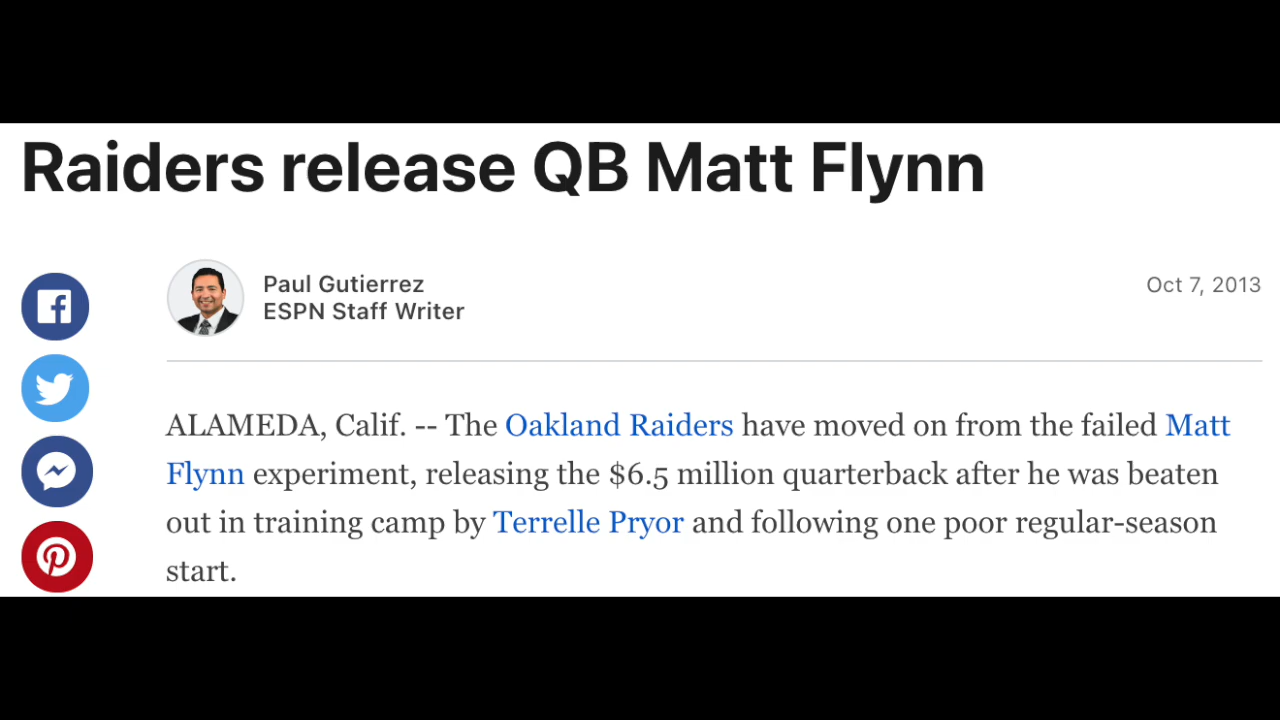 Raiders release QB Matt Flynn
Paul Gutierrez
ESPN Staff Writer
Oct 7, 2013
ALAMEDA, Calif. -- The Oakland Raiders have moved on from the failed Matt
Flynn experiment, releasing the $6.5 million quarterback after he was beaten
out in training camp by Terrelle Pryor and following one poor regular-season
start.